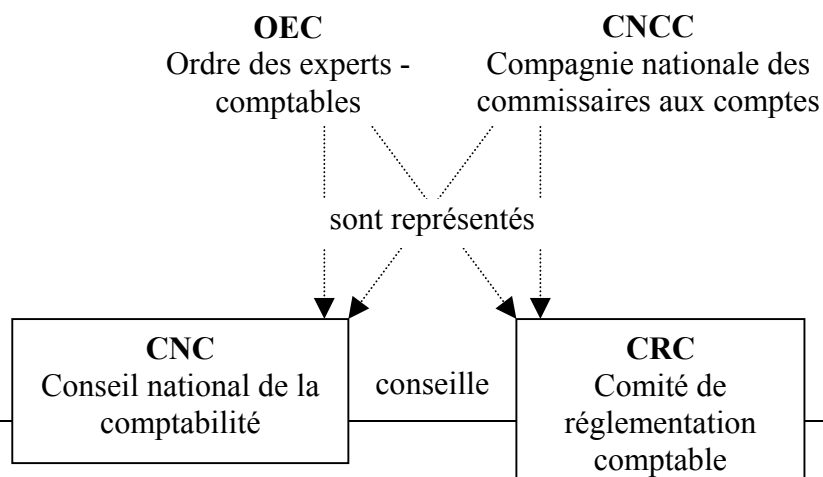 OEC
Ordre des experts -
comptables
CNCC
Compagnie nationale des
commissaires aux comptes
sont représentés
CNC
Conseil national de la
comptabilité
conseille
CRC
Comité de
réglementation
comptable